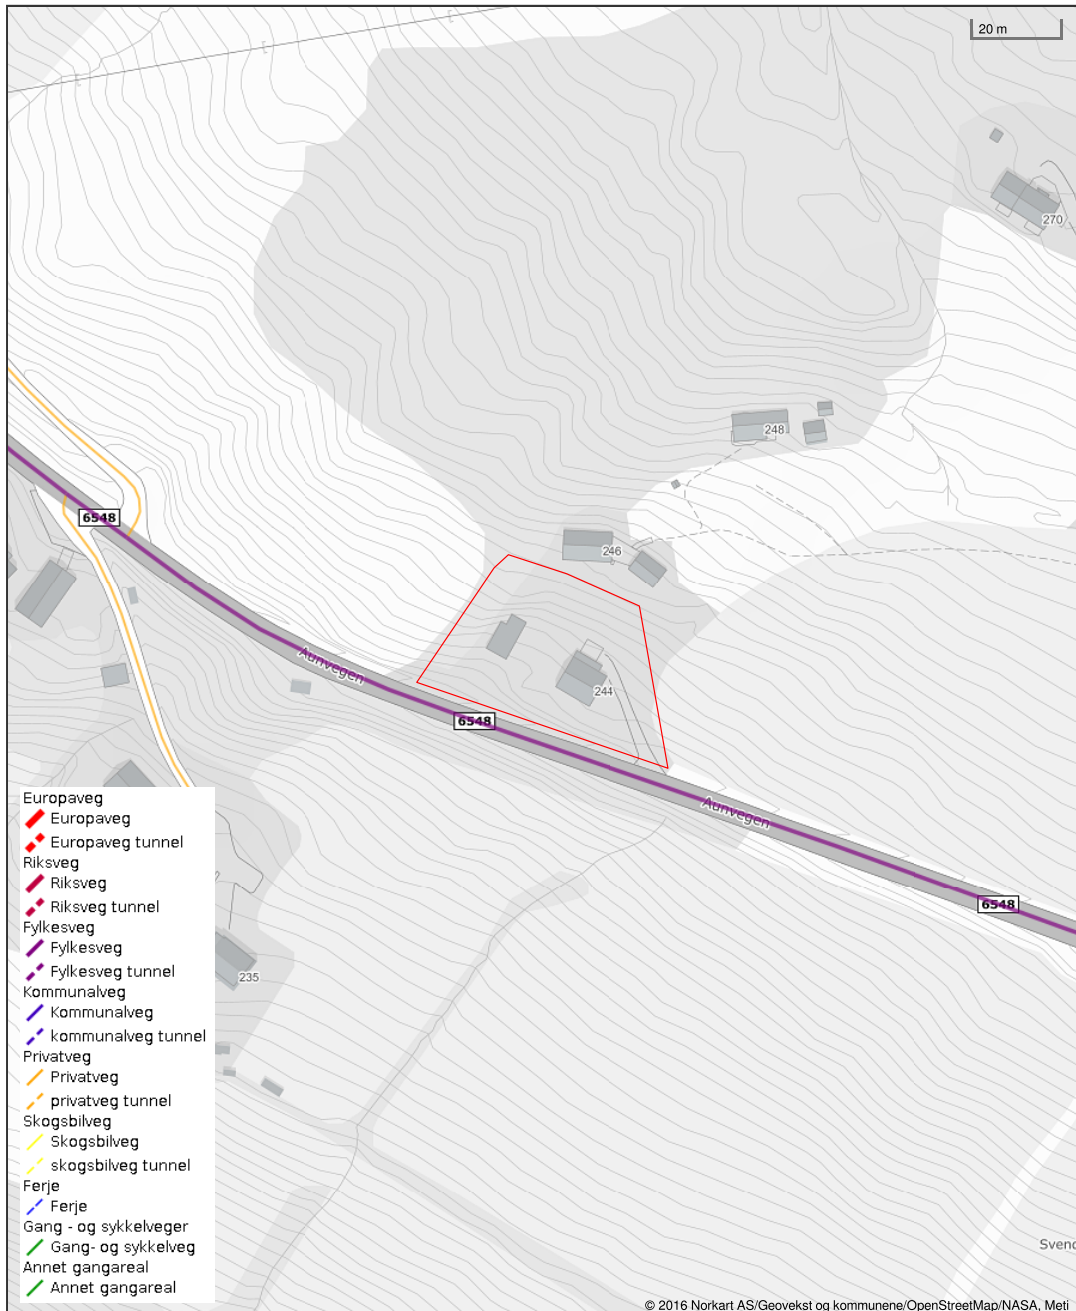 20 m
270
248
6548
246
Aunvegen
244
6548
Aunvegen
6548
235
Europaveg
Europaveg
Europaveg tunnel
Riksveg
Riksveg
Riksveg tunnel
Fylkesveg
Fylkesveg
Fylkesveg tunnel
Kommunalveg
Kommunalveg
kommunalveg tunnel
Privatveg
Privatveg
privatveg tunnel
Skogsbilveg
Skogsbilveg
skogsbilveg tunnel
Ferje
Ferje
Gang - og sykkelveger
Gang- og sykkelveg
Annet gangareal
Annet gangareal
Svend
© 2016 Norkart AS/Geovekst og kommunene/OpenStreetMap/NASA, Meti